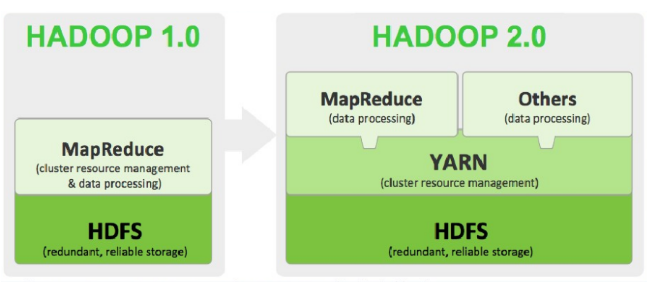 HADOOP 1.0
MapReduce
(cluster resource management
& data processing)
HDFS
(redundant, reliable storage)
HADOOP 2.0
MapReduce
(data processing)
Others
(data processing)
YARN
(cluster resource management)
HDFS
(redundant, reliable storage)